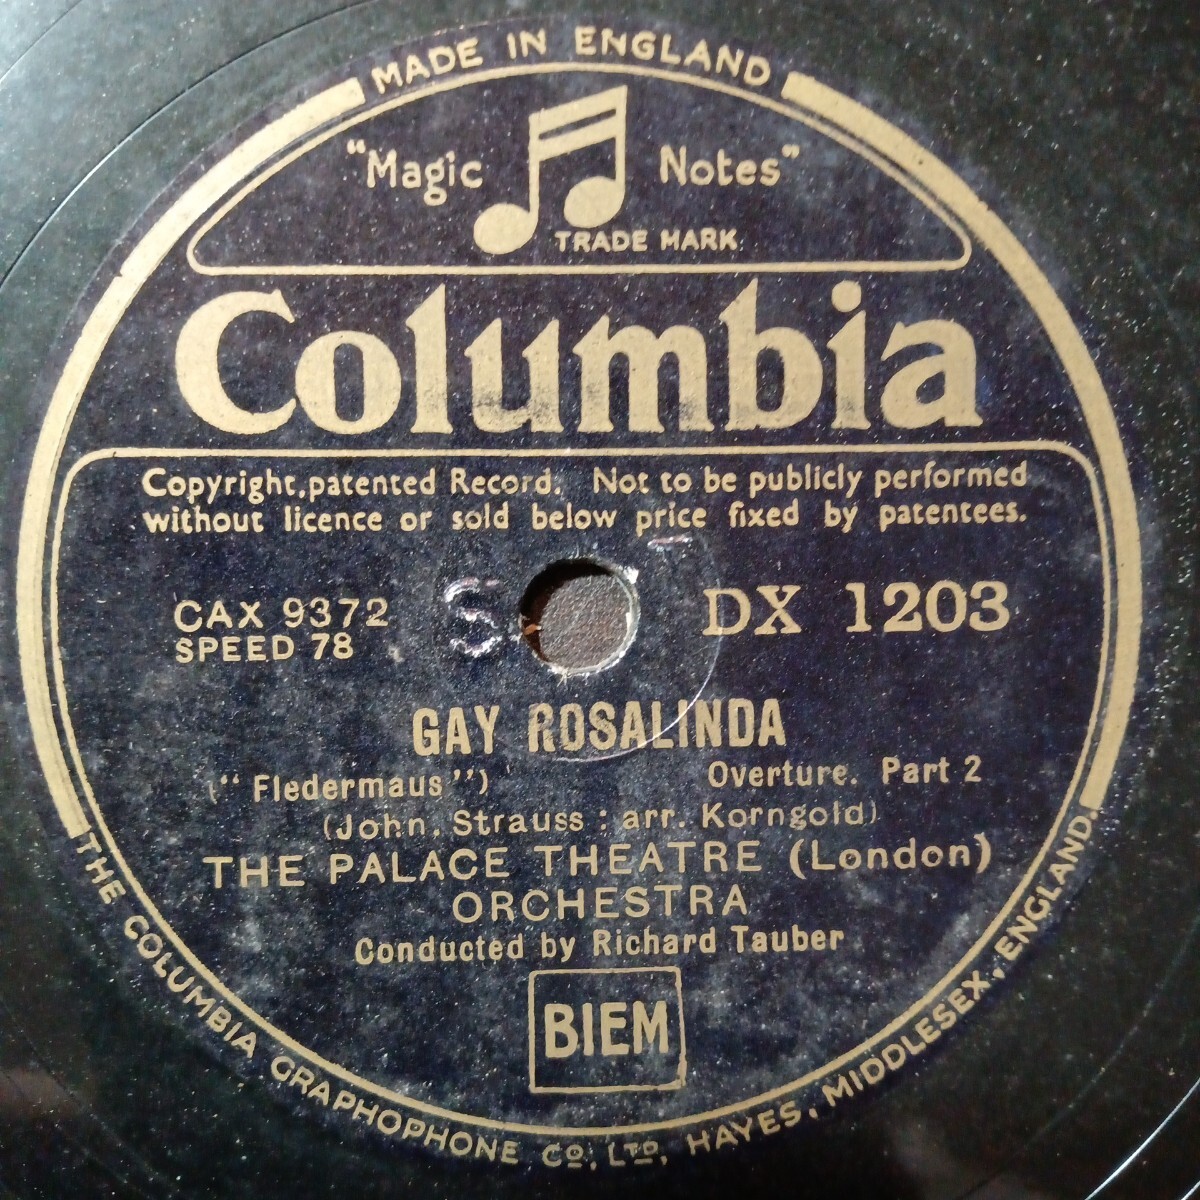 MADE IN ENGLAND
"Magic Notes"
TRADE MARK.
Columbia
Copyright, patented Record. Not to be publicly performed
without licence or sold below price fixed by patentees.
CAX 9372
S.
DX 1203
SPEED 78
GAY ROSALINDA
("Fledermaus") Overture. Part 2
(John. Strauss : arr. Korngold)
THE PALACE THEATRE (London)
ORCHESTRA
Conducted by Richard Tauber
BIEM
THE COLUMBIA GRAPHOPHONE CO., LTD., HAYES, MIDDLESEX, ENGLAND.